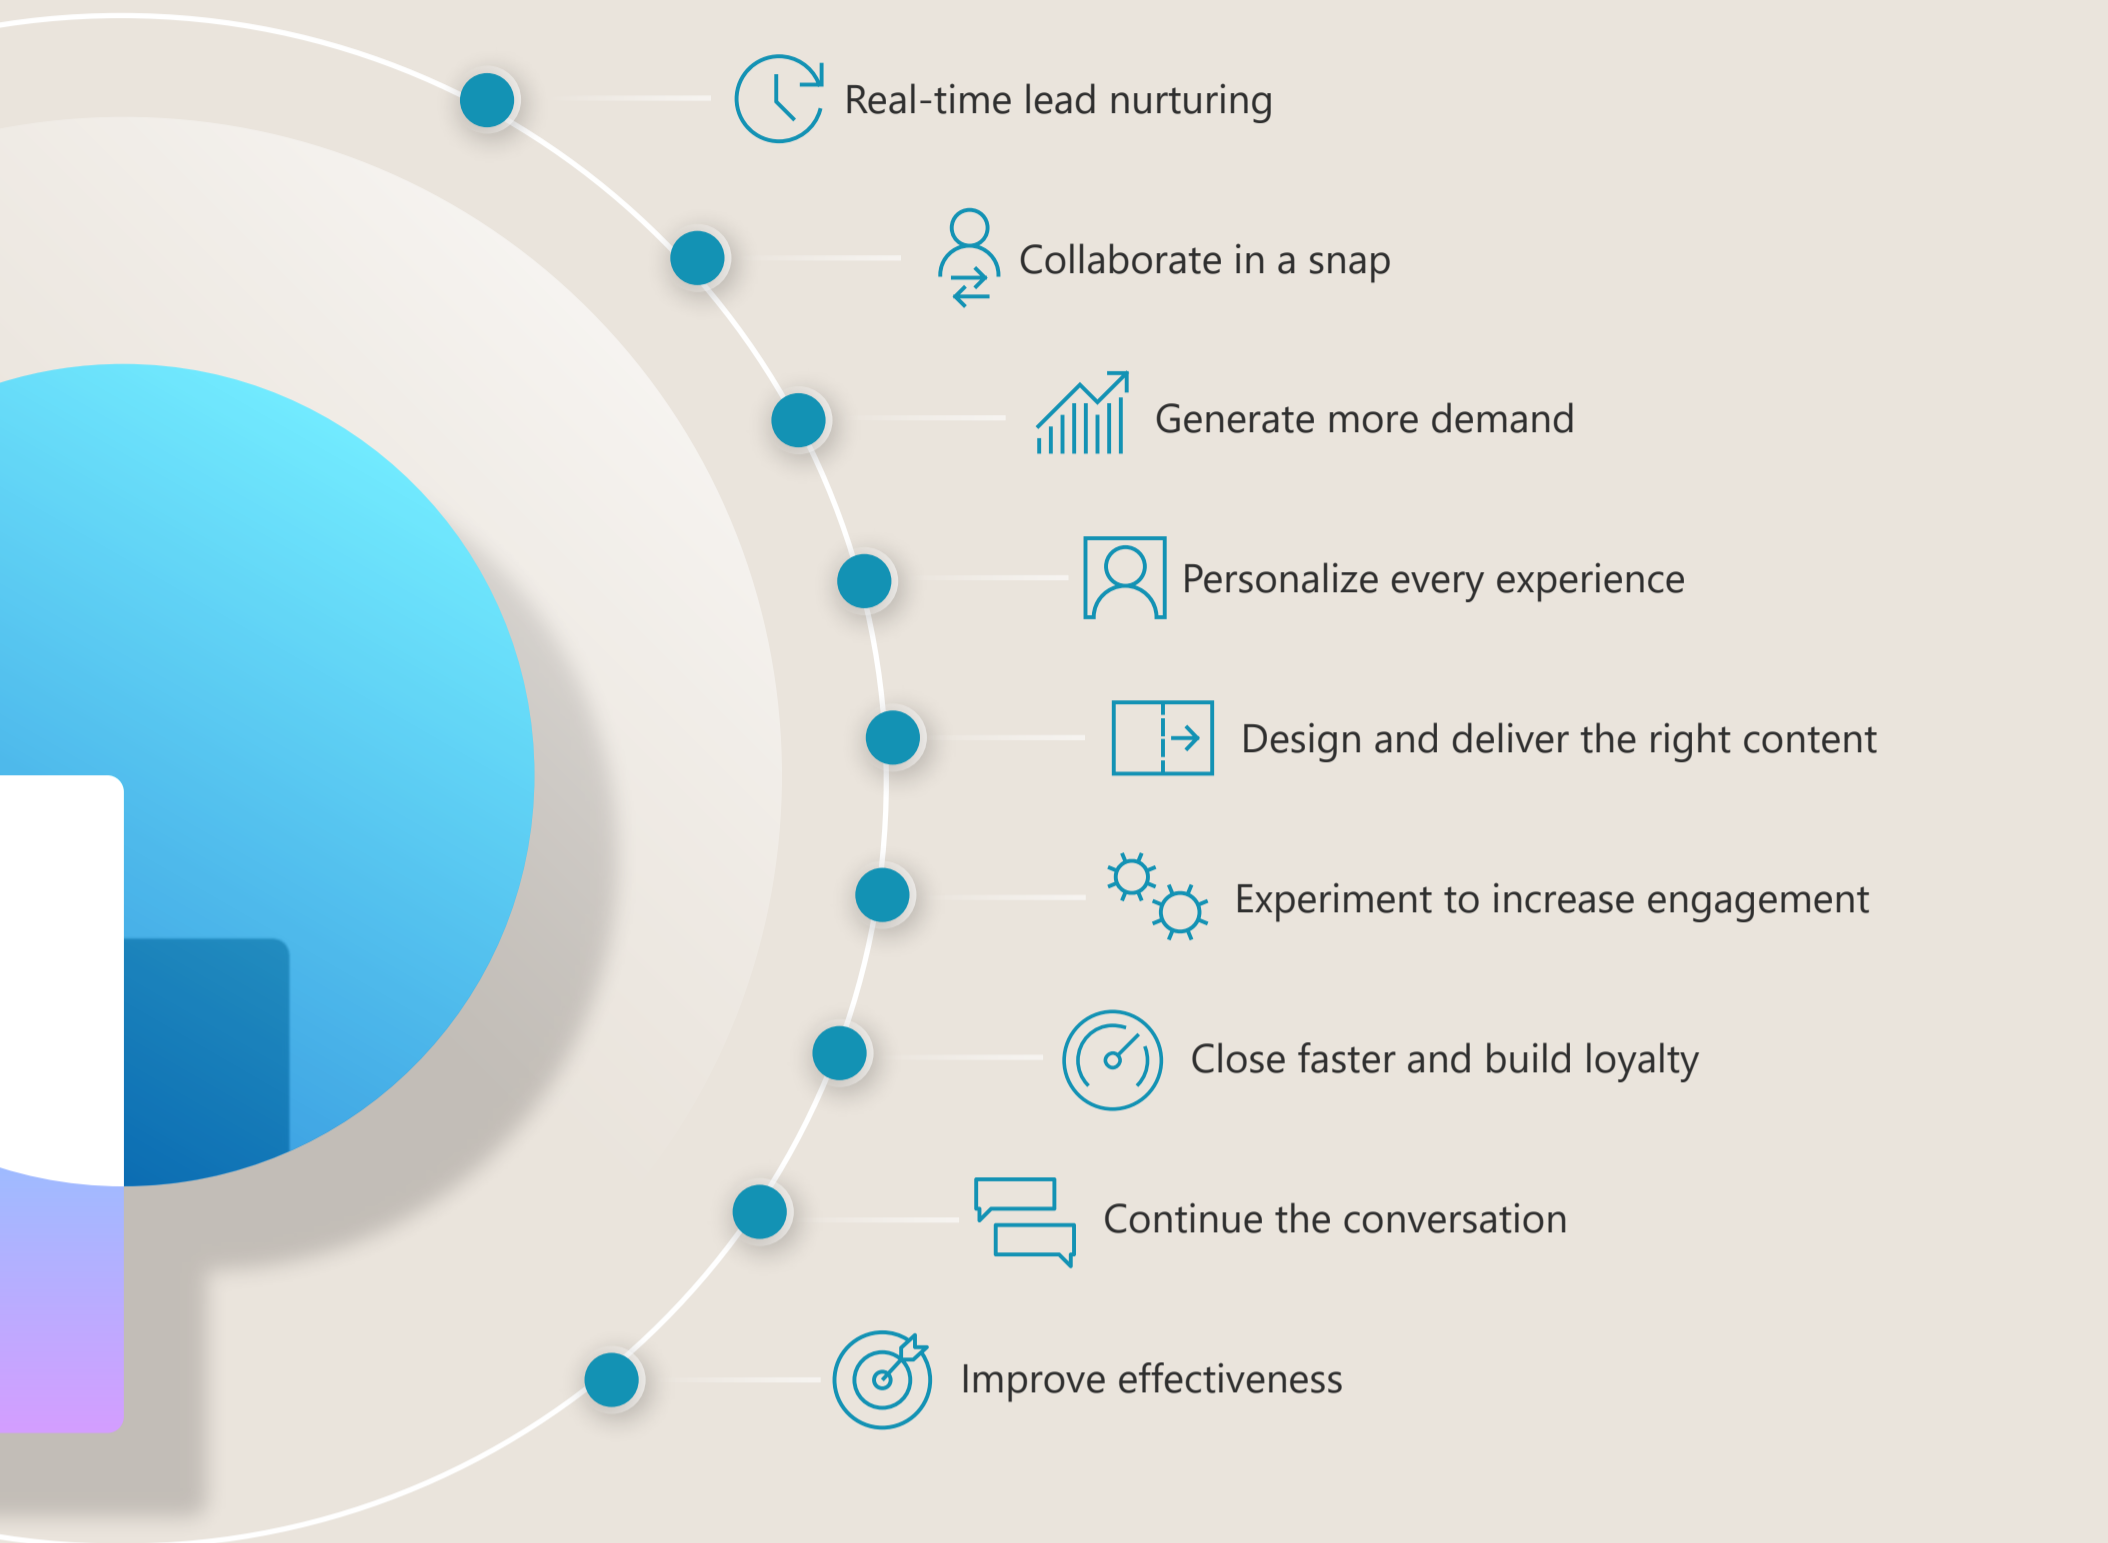 Real-time lead nurturing
Collaborate in a snap
Generate more demand
Personalize every experience
Design and deliver the right content
Experiment to increase engagement
Close faster and build loyalty
Continue the conversation
Improve effectiveness